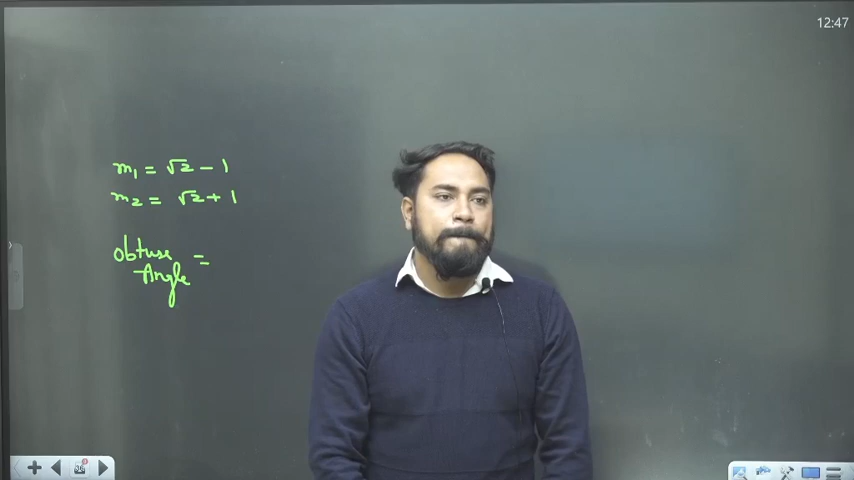 12:47
m₁ = √2 - 1
m₂ = √2 + 1
Obtuse
Angle =